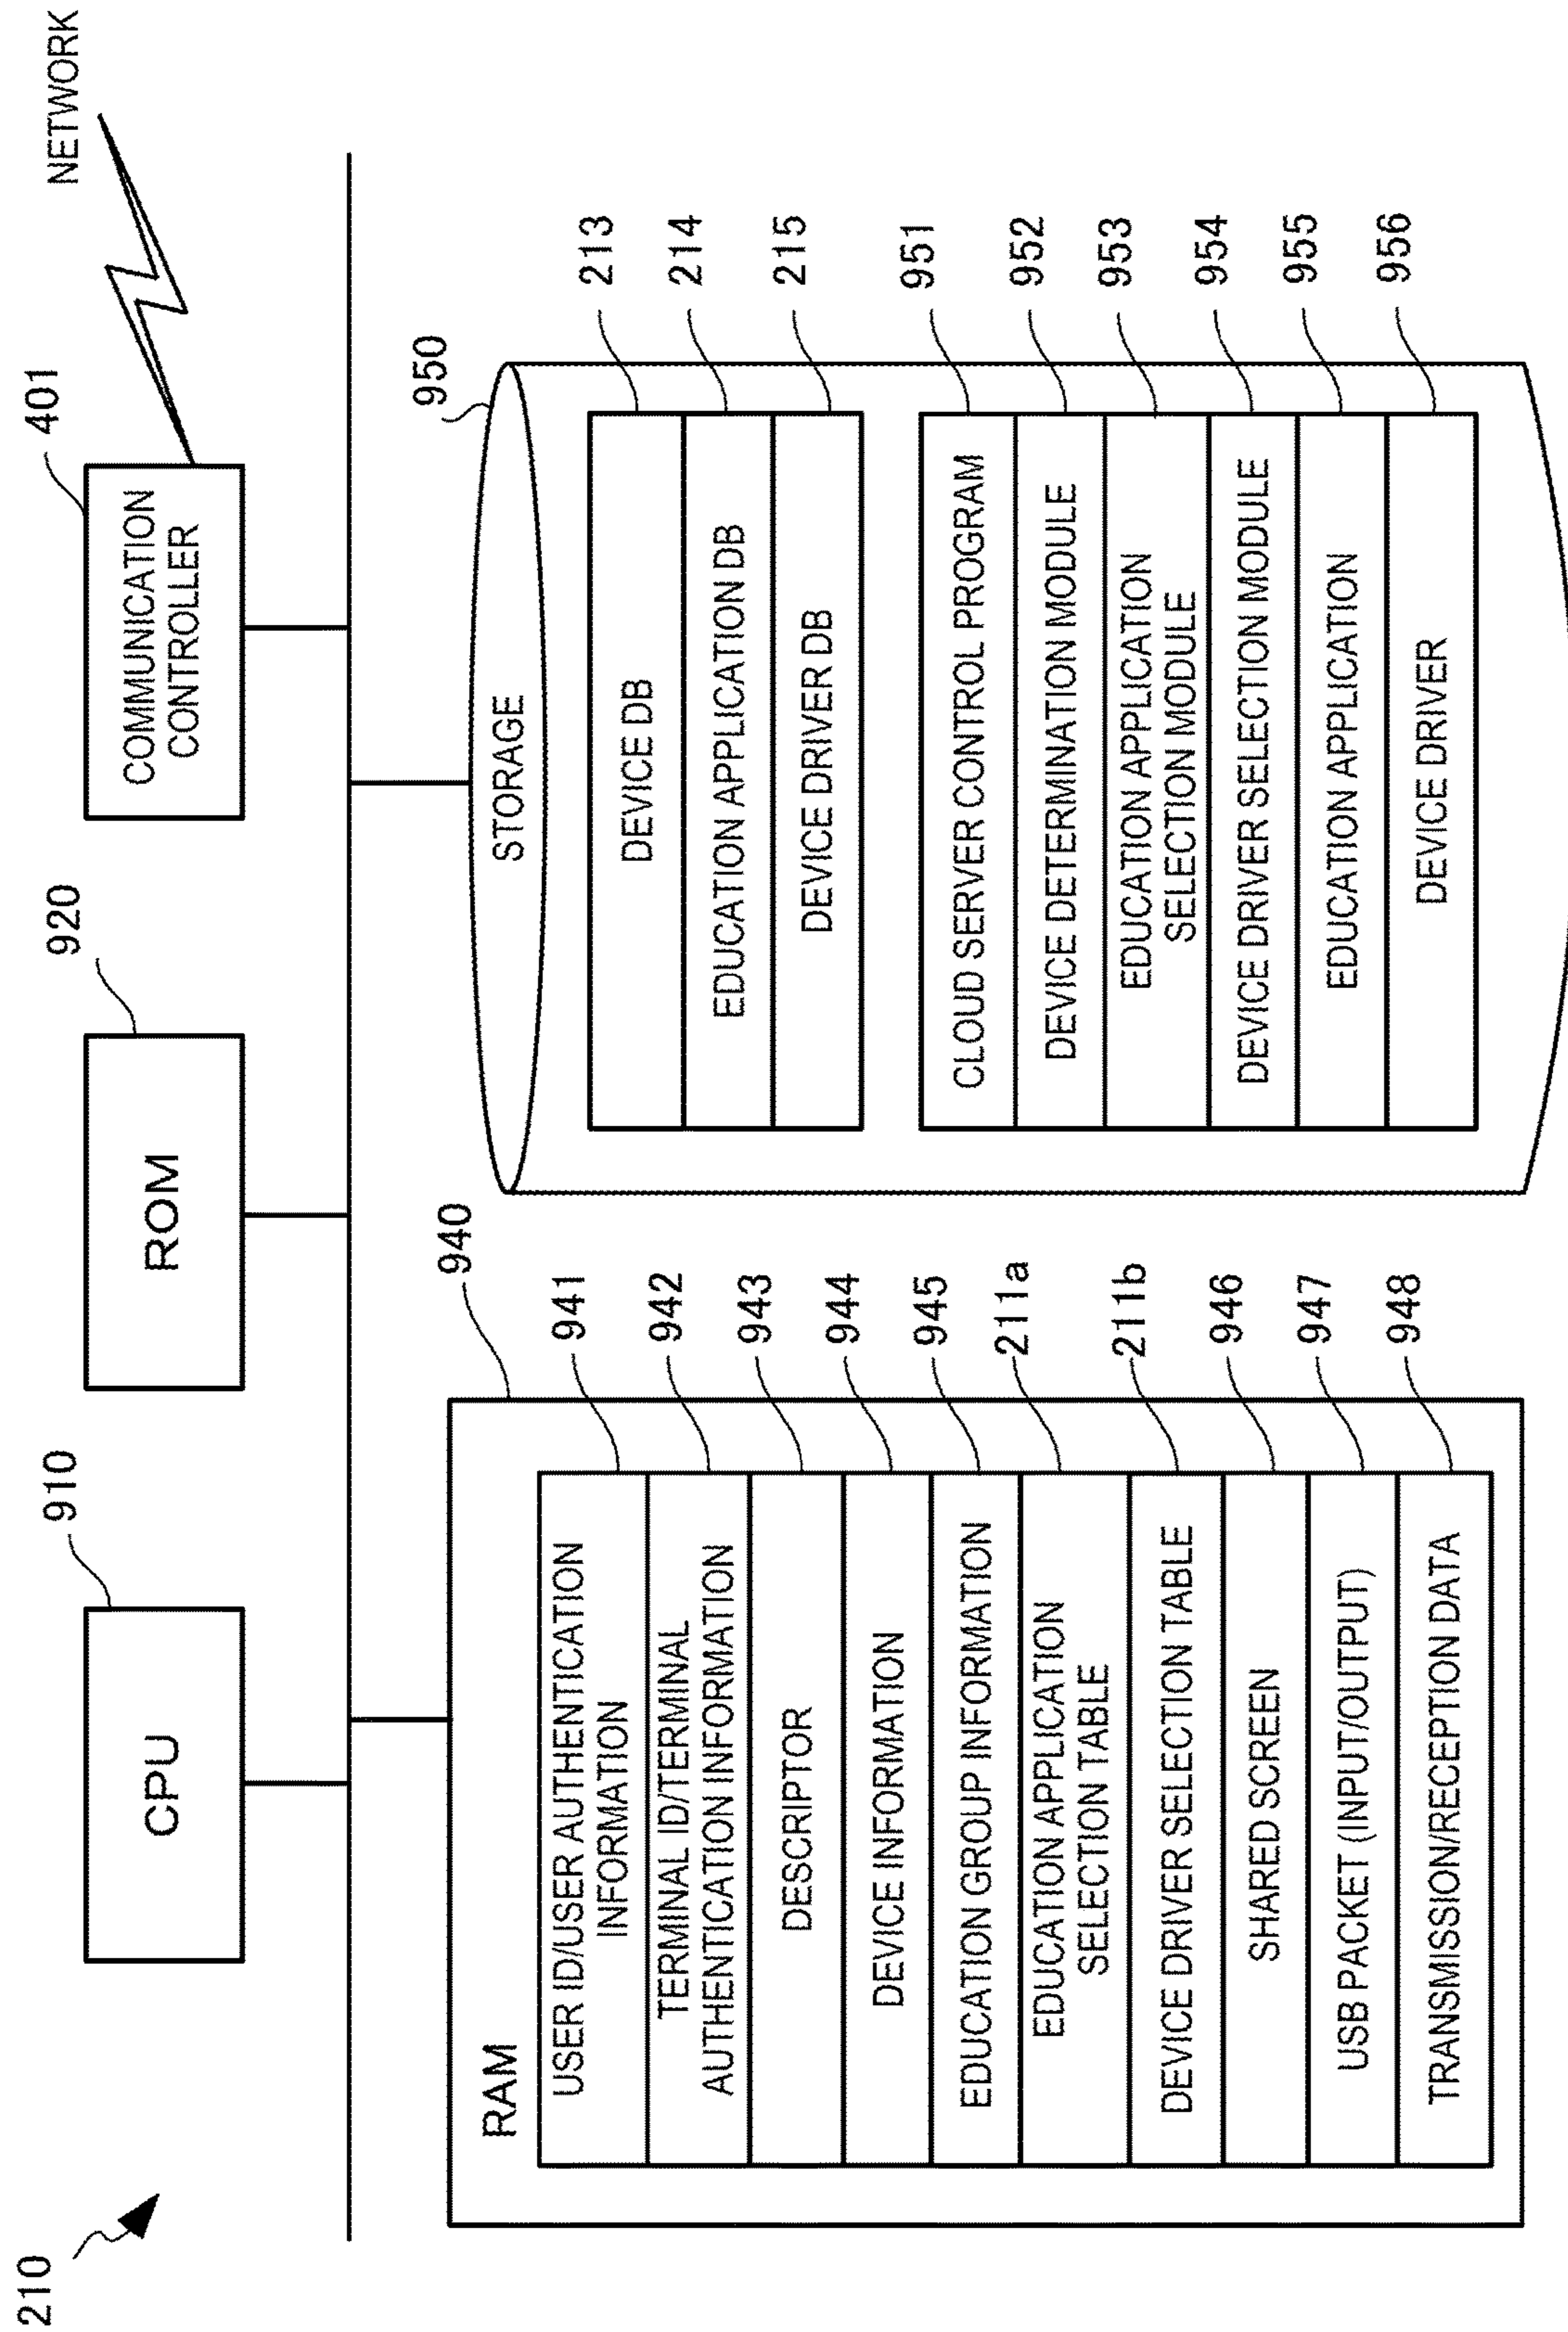 210
910
CPU
920
ROM
401
COMMUNICATION
CONTROLLER
NETWORK
940
RAM
USER ID/USER AUTHENTICATION
INFORMATION
941
TERMINAL ID/TERMINAL
AUTHENTICATION INFORMATION
942
DESCRIPTOR
943
DEVICE INFORMATION
944
EDUCATION GROUP INFORMATION
945
EDUCATION APPLICATION
SELECTION TABLE
211a
DEVICE DRIVER SELECTION TABLE
211b
SHARED SCREEN
946
USB PACKET (INPUT/OUTPUT)
947
TRANSMISSION/RECEPTION DATA
948
950
STORAGE
DEVICE DB
213
EDUCATION APPLICATION DB
214
DEVICE DRIVER DB
215
CLOUD SERVER CONTROL PROGRAM
951
DEVICE DETERMINATION MODULE
952
EDUCATION APPLICATION
SELECTION MODULE
953
DEVICE DRIVER SELECTION MODULE
954
EDUCATION APPLICATION
955
DEVICE DRIVER
956